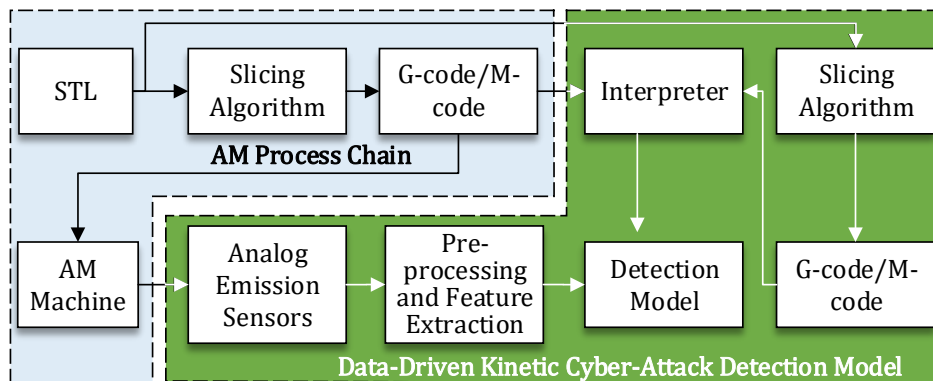 STL
Slicing
Algorithm
G-code/M-
code
Interpreter
Slicing
Algorithm
AM Process Chain
AM
Machine
Analog
Emission
Sensors
Pre-
processing
and Feature
Extraction
Detection
Model
G-code/M-
code
Data-Driven Kinetic Cyber-Attack Detection Model